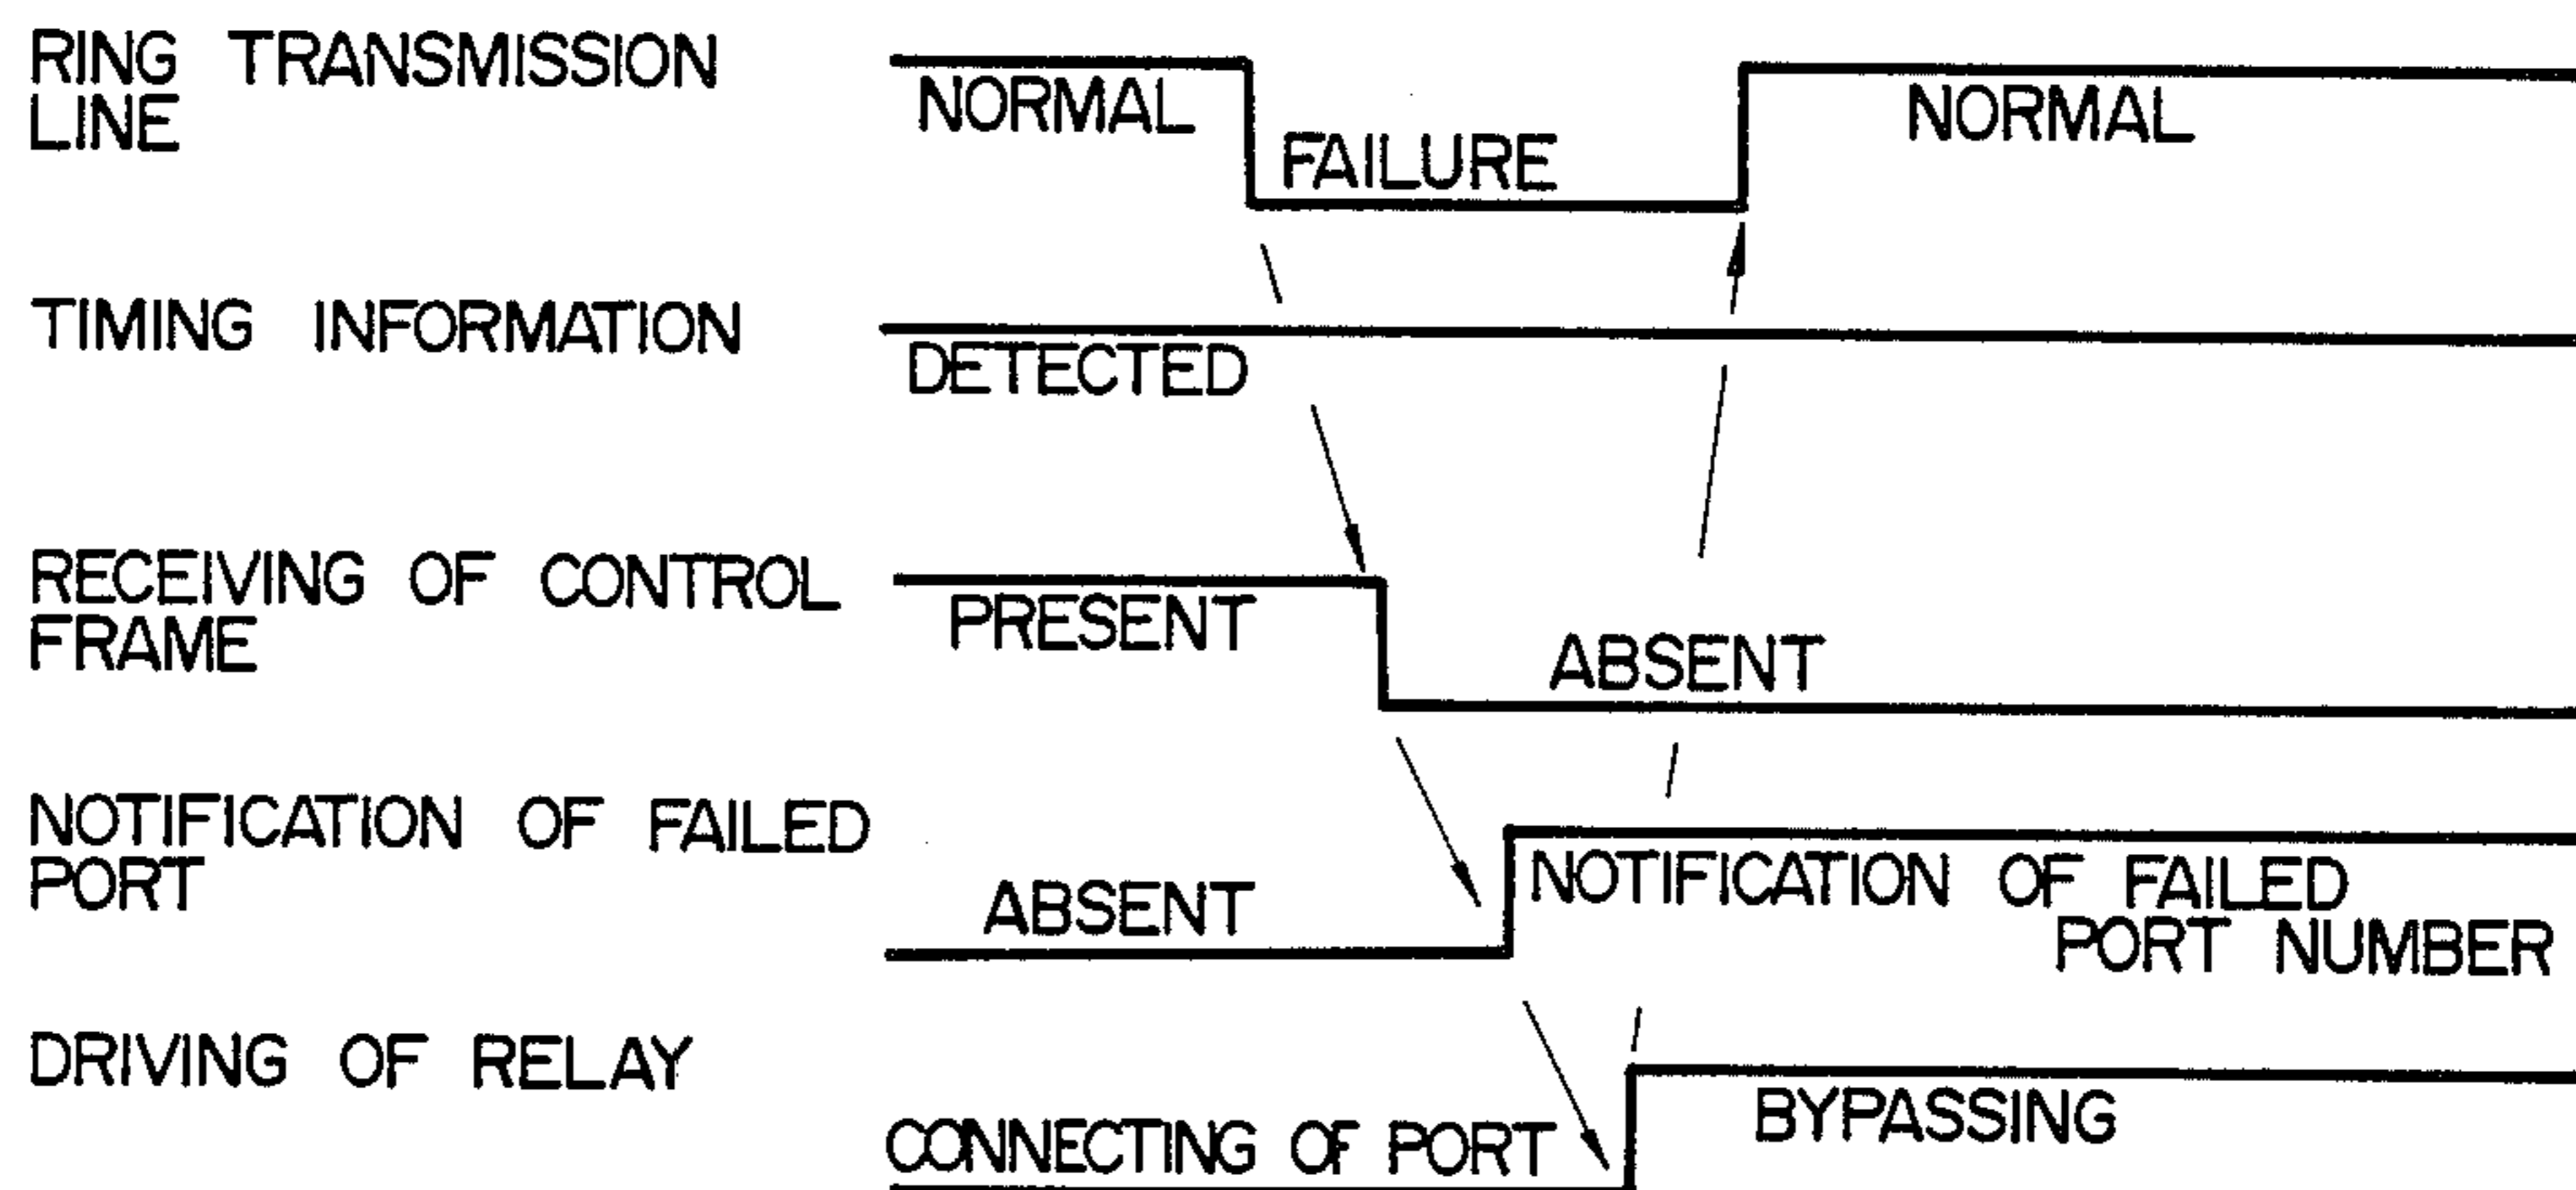 RING TRANSMISSION
LINE
NORMAL
FAILURE
NORMAL
TIMING INFORMATION
DETECTED
RECEIVING OF CONTROL
FRAME
PRESENT
ABSENT
NOTIFICATION OF FAILED
PORT
ABSENT
NOTIFICATION OF FAILED
PORT NUMBER
DRIVING OF RELAY
CONNECTING OF PORT
BYPASSING